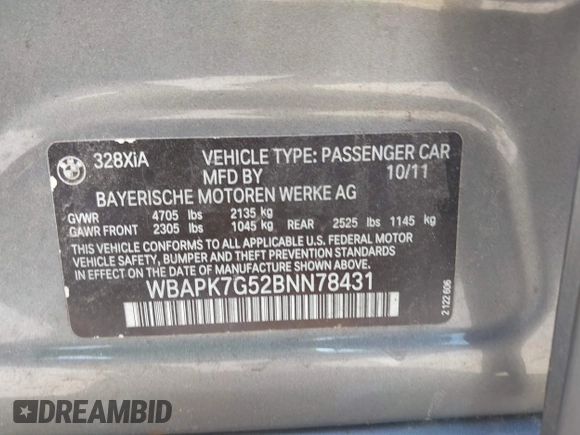 328XiA VEHICLE TYPE: PASSENGER CAR
MFD BY 10/11
BAYERISCHE MOTOREN WERKE AG
GVWR 4705 lbs 2135 kg
GAWR FRONT 2305 lbs 1045 kg REAR 2525 lbs 1145 kg
THIS VEHICLE CONFORMS TO ALL APPLICABLE U.S. FEDERAL MOTOR
VEHICLE SAFETY, BUMPER AND THEFT PREVENTION STANDARDS
IN EFFECT ON THE DATE OF MANUFACTURE SHOWN ABOVE.
WBAPK7G52BNN78431
2 122 606
DREAMBID